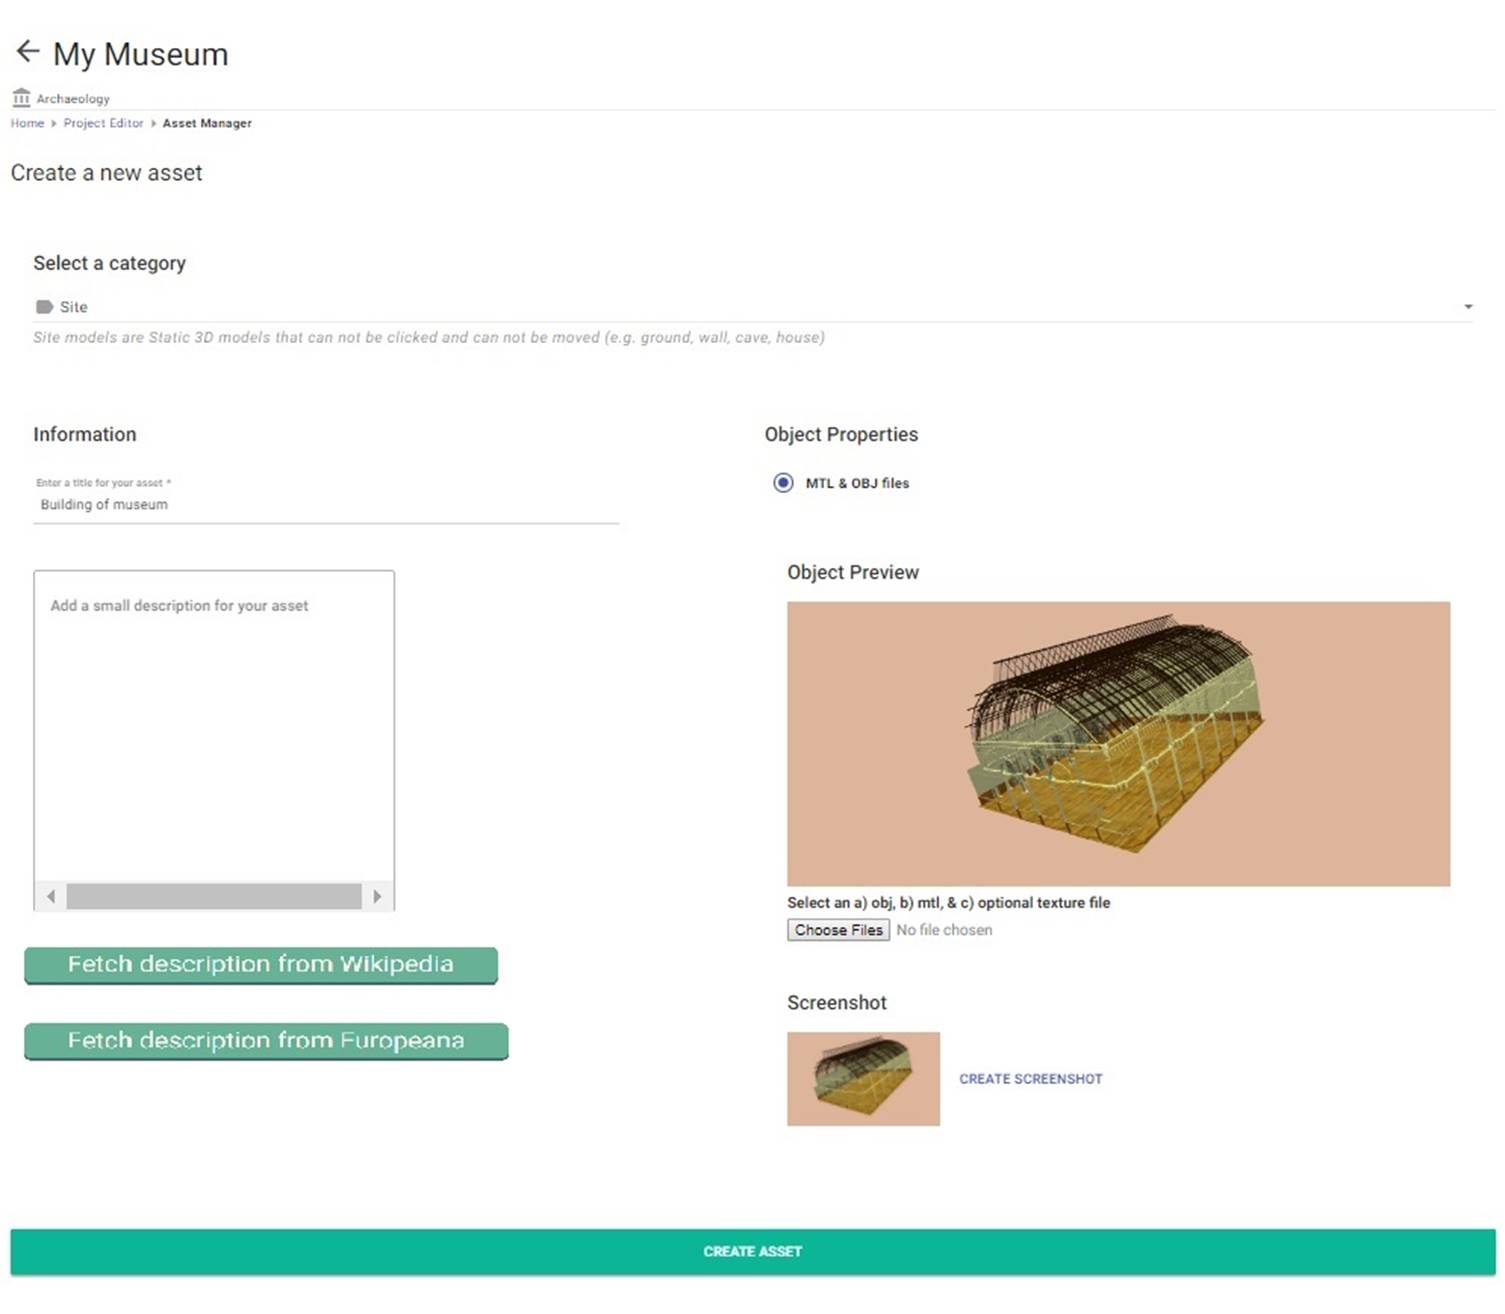 My Museum
Archaeology
Home Project Editor Asset Manager
Create a new asset
Select a category
Site
Site models are Static 3D models that can not be clicked and can not be moved (e.g. ground, wall, cave, house)
Information
Enter a title for your asset *
Building of museum
Add a small description for your asset
Fetch description from Wikipedia
Fetch description from Europeana
Object Properties
MTL & OBJ files
Object Preview
Select an a) obj, b) mtl, & c) optional texture file
Choose Files No file chosen
Screenshot
CREATE SCREENSHOT
CREATE ASSET